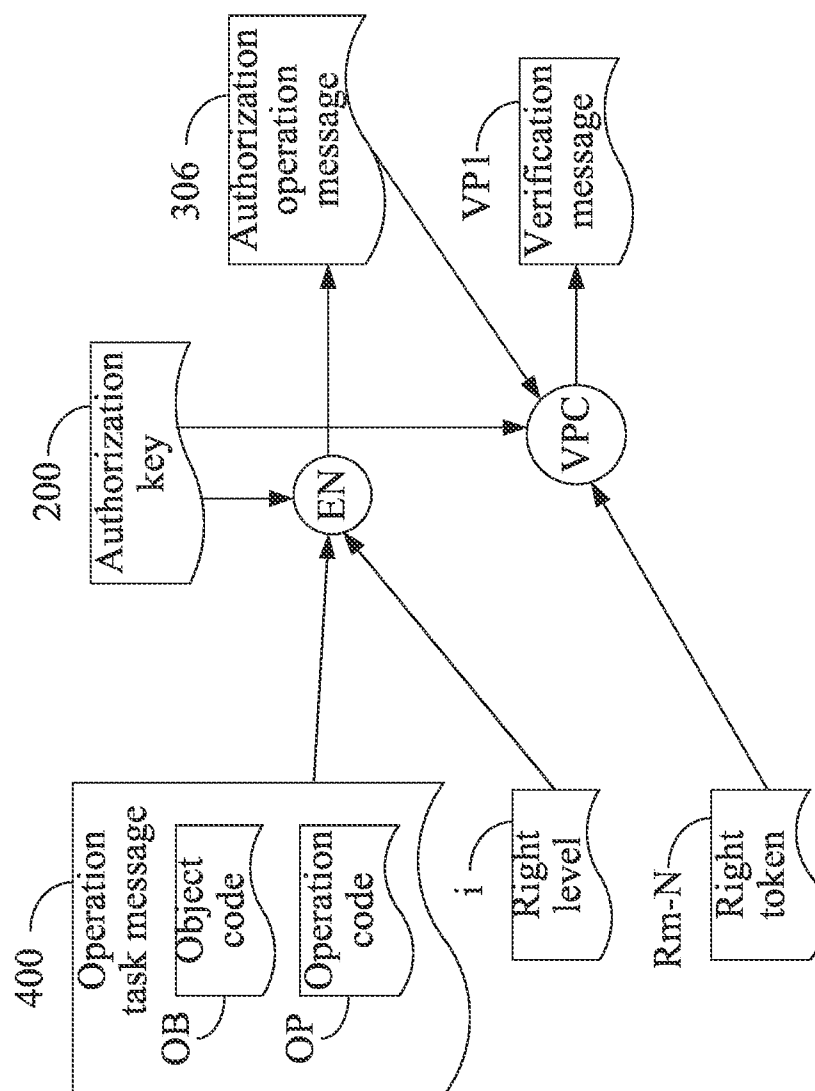 400
Operation
task message
OB
Object
code
OP
Operation
code
i
Right
level
Rm-N
Right
token
200
Authorization
key
EN
VPC
306
Authorization
operation
message
VP1
Verification
message